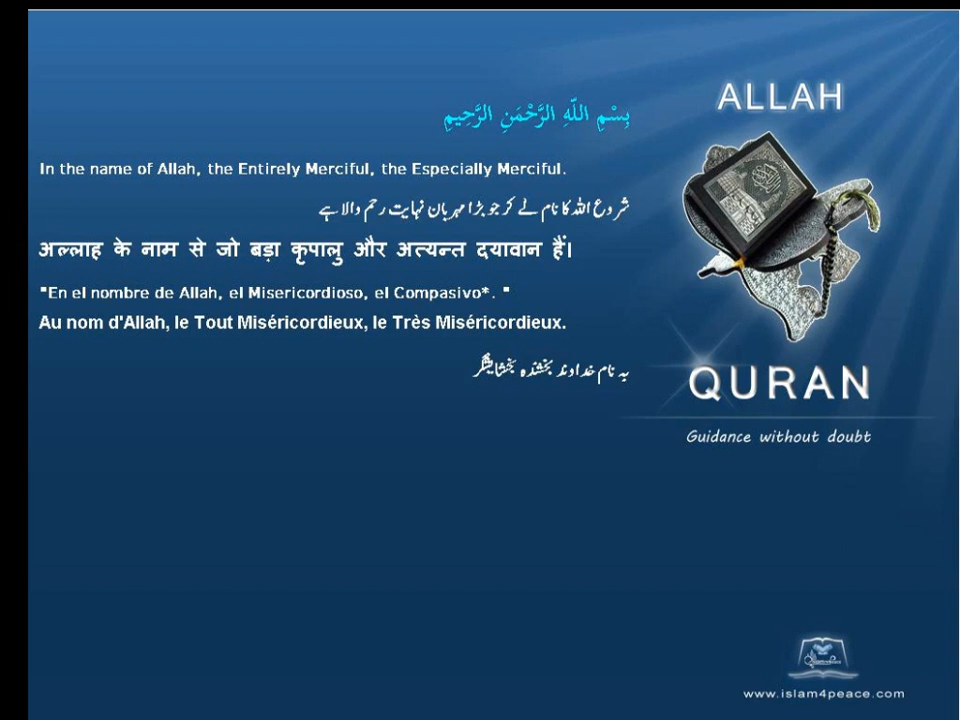 بِسْمِ اللّهِ الرَّحْمَنِ الرَّحِيمِ
In the name of Allah, the Entirely Merciful, the Especially Merciful.
شروع اللہ کا نام لے کر جو بڑا مہربان نہایت رحم والا ہے
अल्लाह के नाम से जो बड़ा कृपालु और अत्यन्त दयावान हैं।
"En el nombre de Allah, el Misericordioso, el Compasivo*. "
Au nom d'Allah, le Tout Miséricordieux, le Très Miséricordieux.
به نام خداوند بخشنده بخشایشگر
ALLAH
QURAN
Guidance without doubt
www.islam4peace.com